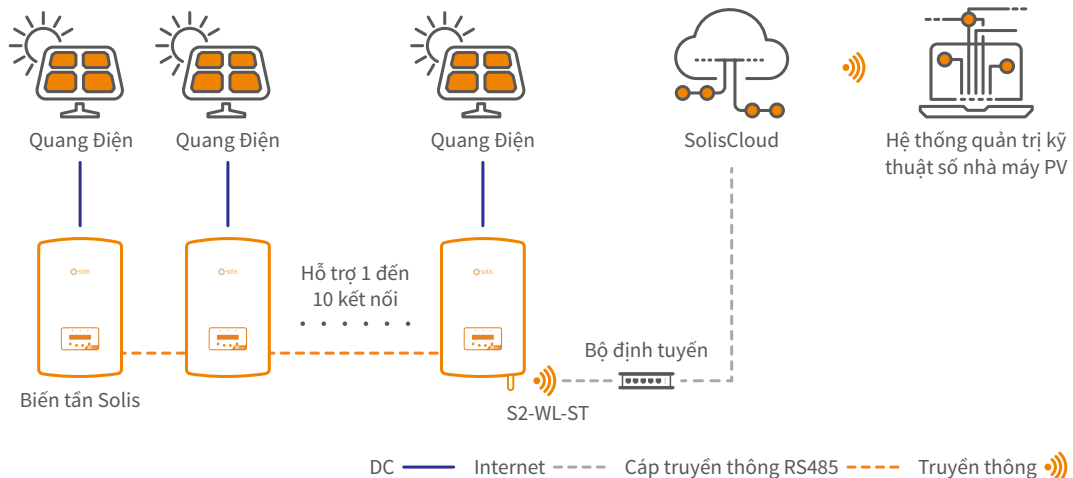 Quang Điện
Quang Điện
Quang Điện
SolisCloud
Hệ thống quản trị kỹ
thuật số nhà máy PV
solis
solis
solis
Hỗ trợ 1 đến
10 kết nối
Bộ định tuyến
Biến tần Solis
S2-WL-ST
DC
Internet
Cáp truyền thông RS485
Truyền thông